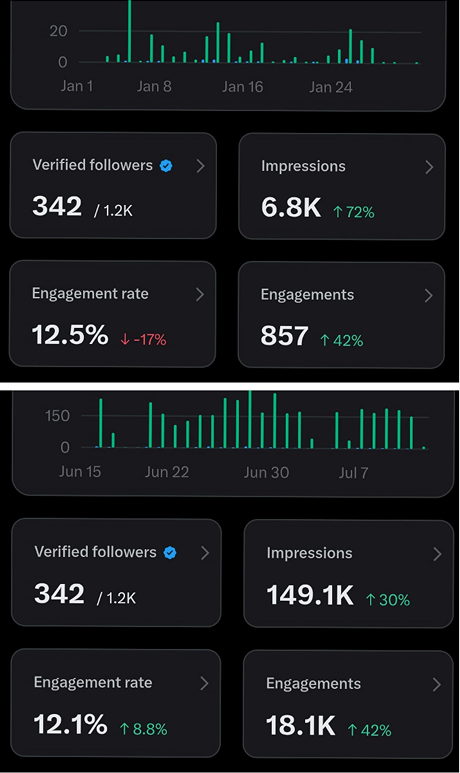 20
0
Jan 1 Jan 8 Jan 16 Jan 24
Verified followers
342 / 1.2K
Impressions
6.8K ↑ 72%
Engagement rate
12.5% ↓ -17%
Engagements
857 ↑ 42%
150
0
Jun 15 Jun 22 Jun 30 Jul 7
Verified followers
342 / 1.2K
Impressions
149.1K ↑ 30%
Engagement rate
12.1% ↑ 8.8%
Engagements
18.1K ↑ 42%